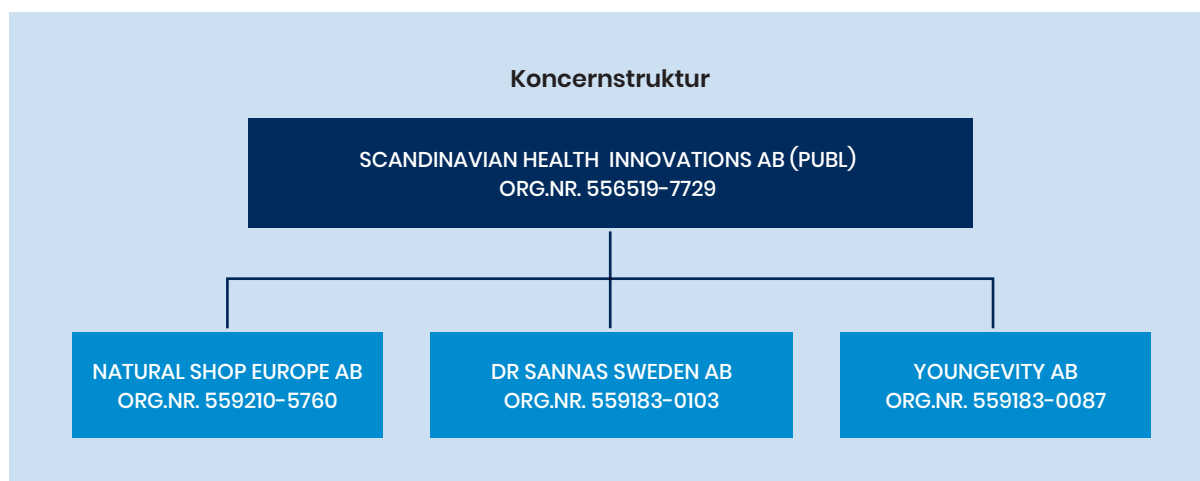 Koncernstruktur
SCANDINAVIAN HEALTH INNOVATIONS AB (PUBL)
ORG.NR. 556519-7729
NATURAL SHOP EUROPE AB
ORG.NR. 559210-5760
DR SANNAS SWEDEN AB
ORG.NR. 559183-0103
YOUNGEVITY AB
ORG.NR. 559183-0087